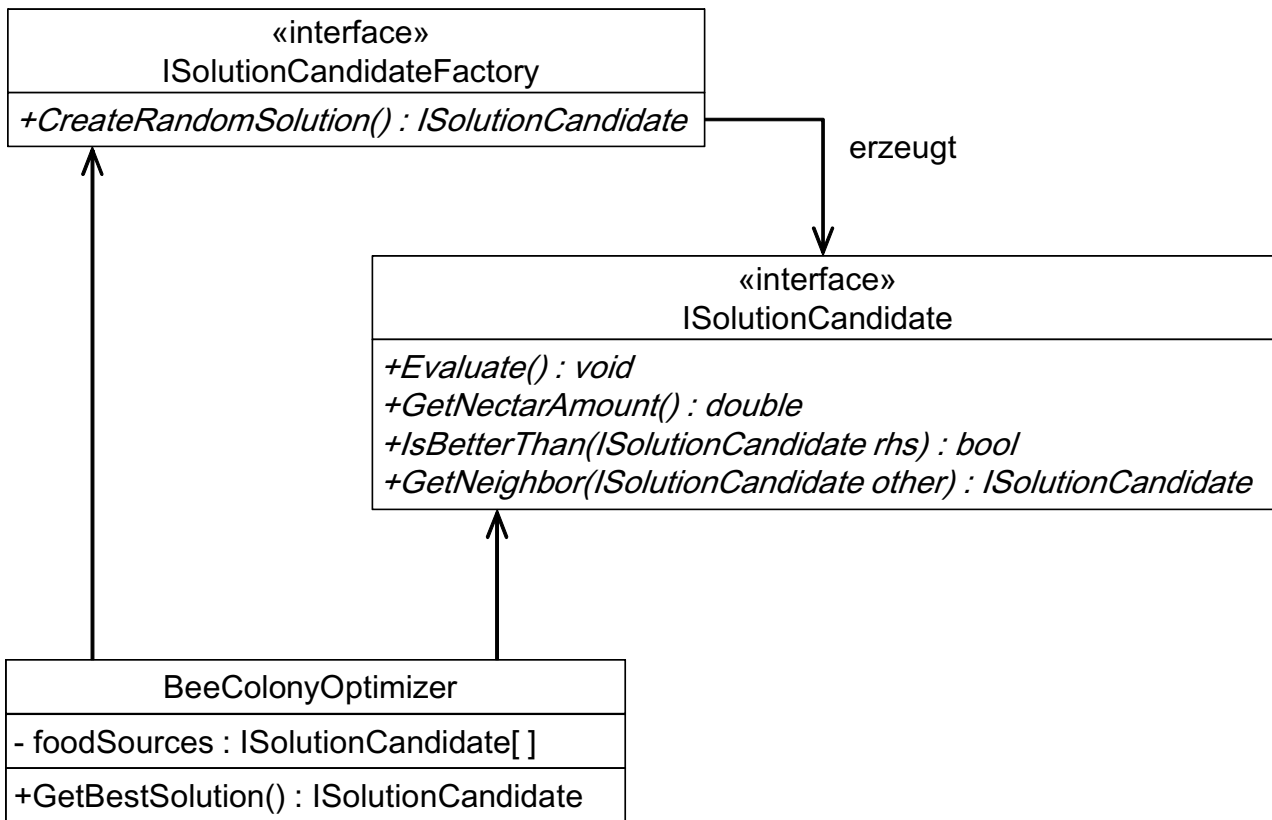 «interface»
ISolutionCandidateFactory
+CreateRandomSolution() : ISolutionCandidate
erzeugt
«interface»
ISolutionCandidate
+Evaluate() : void
+GetNectarAmount() : double
+IsBetterThan(ISolutionCandidate rhs) : bool
+GetNeighbor(ISolutionCandidate other) : ISolutionCandidate
BeeColonyOptimizer
- foodSources : ISolutionCandidate[ ]
+GetBestSolution() : ISolutionCandidate